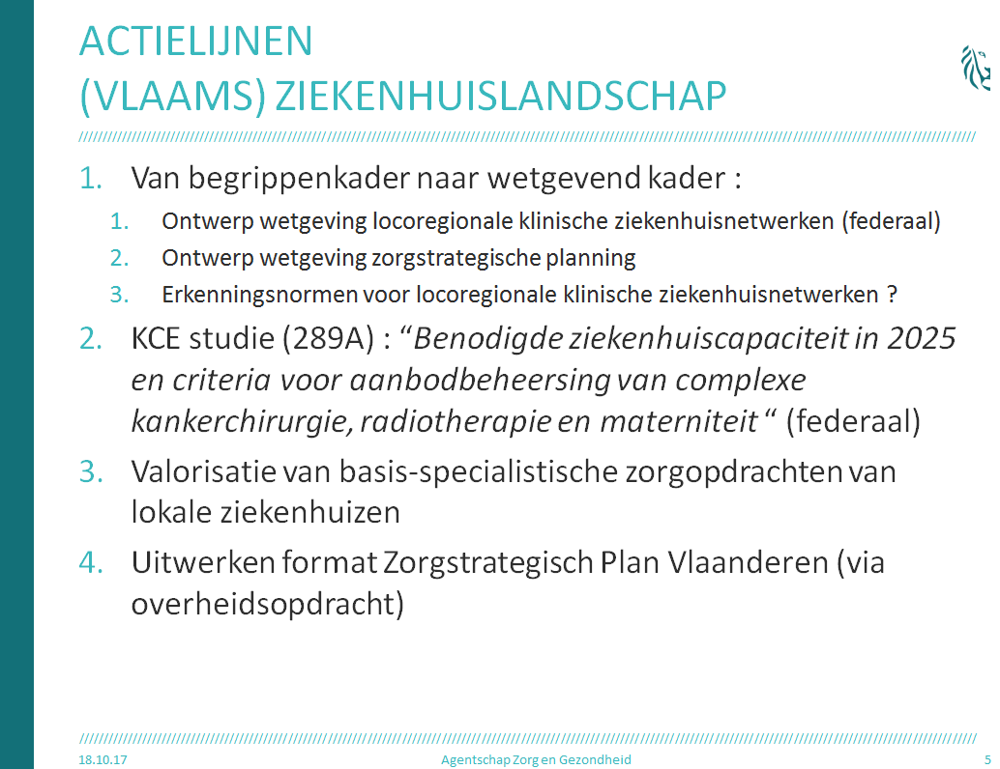 ACTIELIJNEN
(VLAAMS) ZIEKENHUISLANDSCHAP
1. Van begrippenkader naar wetgevend kader :
1. Ontwerp wetgeving locoregionale klinische ziekenhuisnetwerken (federaal)
2. Ontwerp wetgeving zorgstrategische planning
3. Erkenningsnormen voor locoregionale klinische ziekenhuisnetwerken ?
2. KCE studie (289A) : “Benodigde ziekenhuiscapaciteit in 2025
en criteria voor aanbodbeheersing van complexe
kankerchirurgie, radiotherapie en materniteit “ (federaal)
3. Valorisatie van basis-specialistische zorgopdrachten van
lokale ziekenhuizen
4. Uitwerken format Zorgstrategisch Plan Vlaanderen (via
overheidsopdracht)
18.10.17 Agentschap Zorg en Gezondheid 5